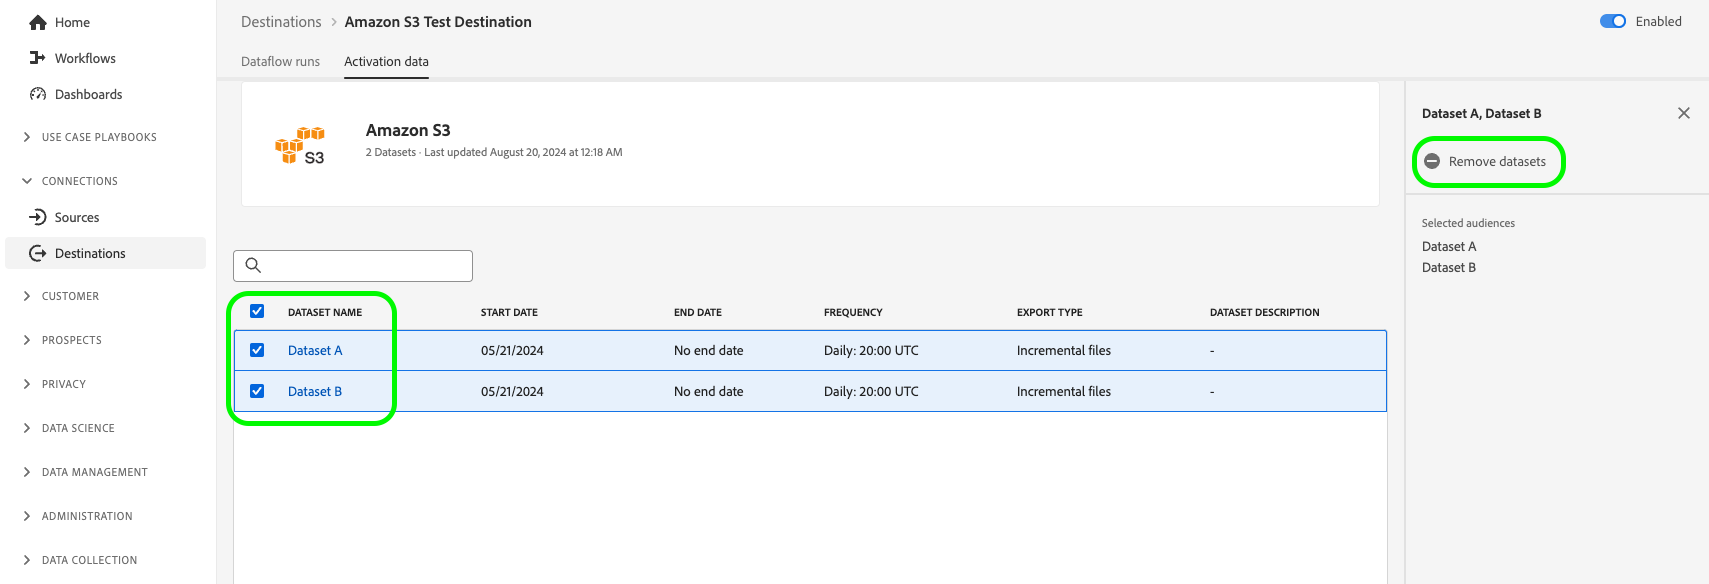 Home
Workflows
Dashboards
USE CASE PLAYBOOKS
CONNECTIONS
Sources
Destinations
CUSTOMER
PROSPECTS
PRIVACY
DATA SCIENCE
DATA MANAGEMENT
ADMINISTRATION
DATA COLLECTION
Destinations > Amazon S3 Test Destination
Enabled
Dataflow runs Activation data
S3
Amazon S3
2 Datasets · Last updated August 20, 2024 at 12:18 AM
DATASET NAME START DATE END DATE FREQUENCY EXPORT TYPE DATASET DESCRIPTION
Dataset A 05/21/2024 No end date Daily: 20:00 UTC Incremental files -
Dataset B 05/21/2024 No end date Daily: 20:00 UTC Incremental files -
Dataset A, Dataset B
Remove datasets
Selected audiences
Dataset A
Dataset B